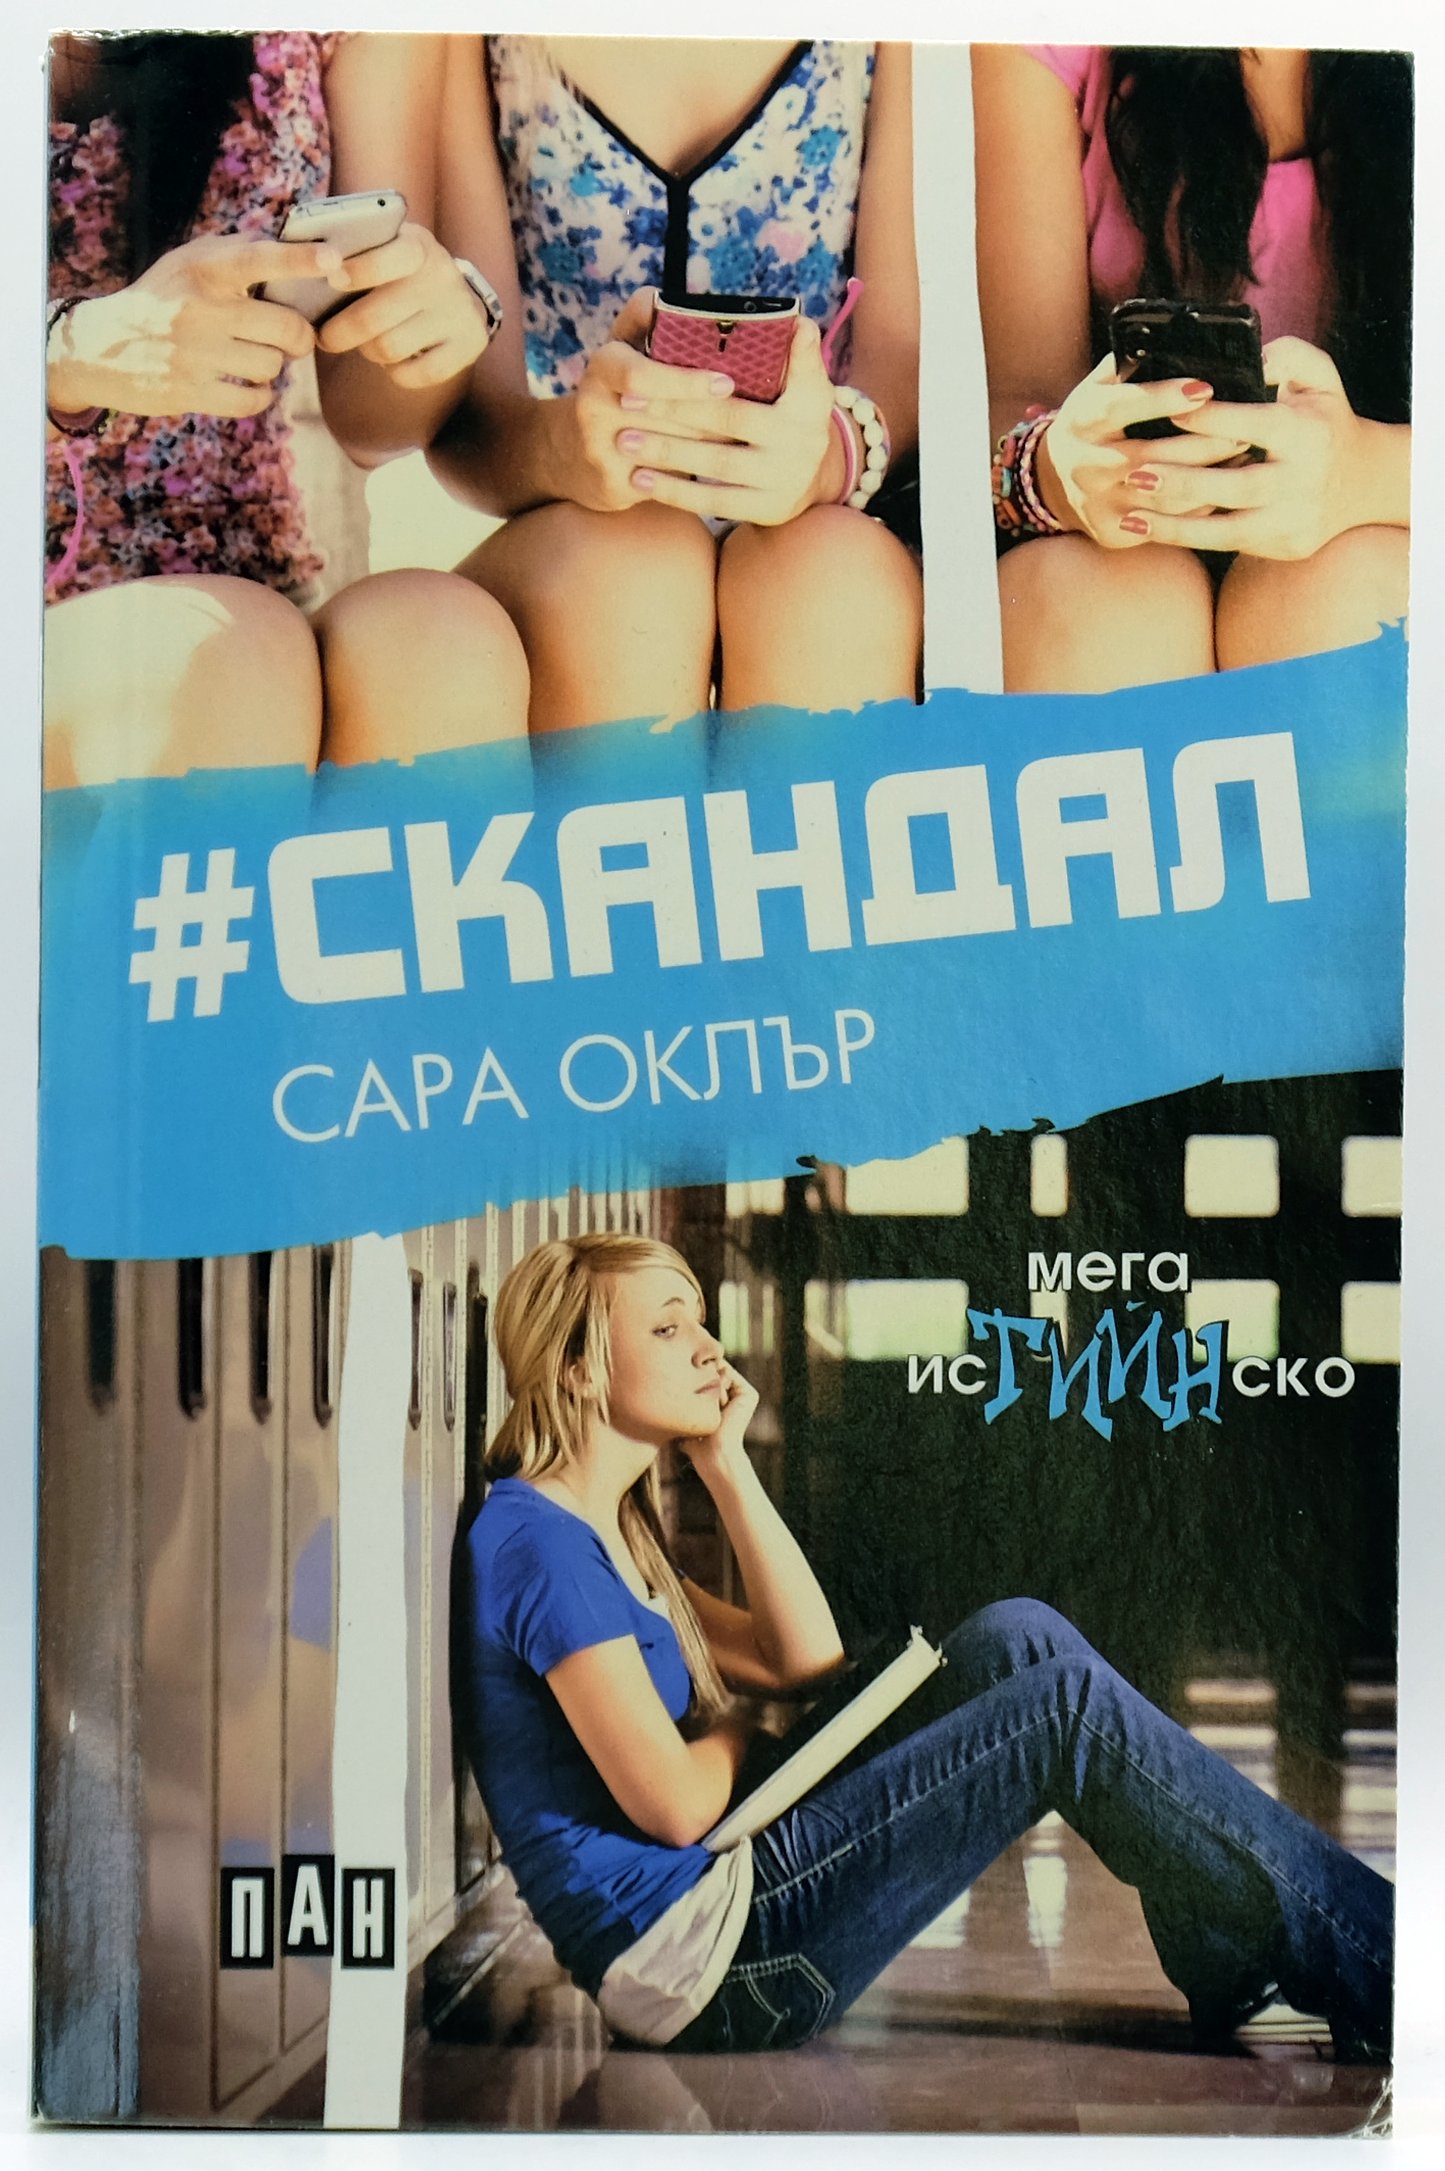 #СКАНДАЛ
САРА ОКЛЪР
мега
исТИЙНско
ПАН